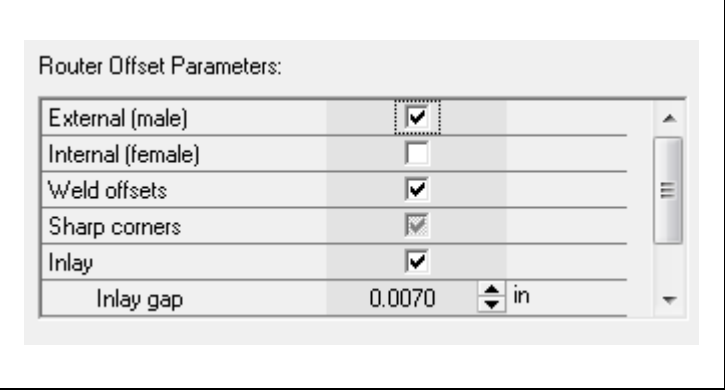 Router Offset Parameters:
External (male)
Internal (female)
Weld offsets
Sharp corners
Inlay
Inlay gap 0.0070 in